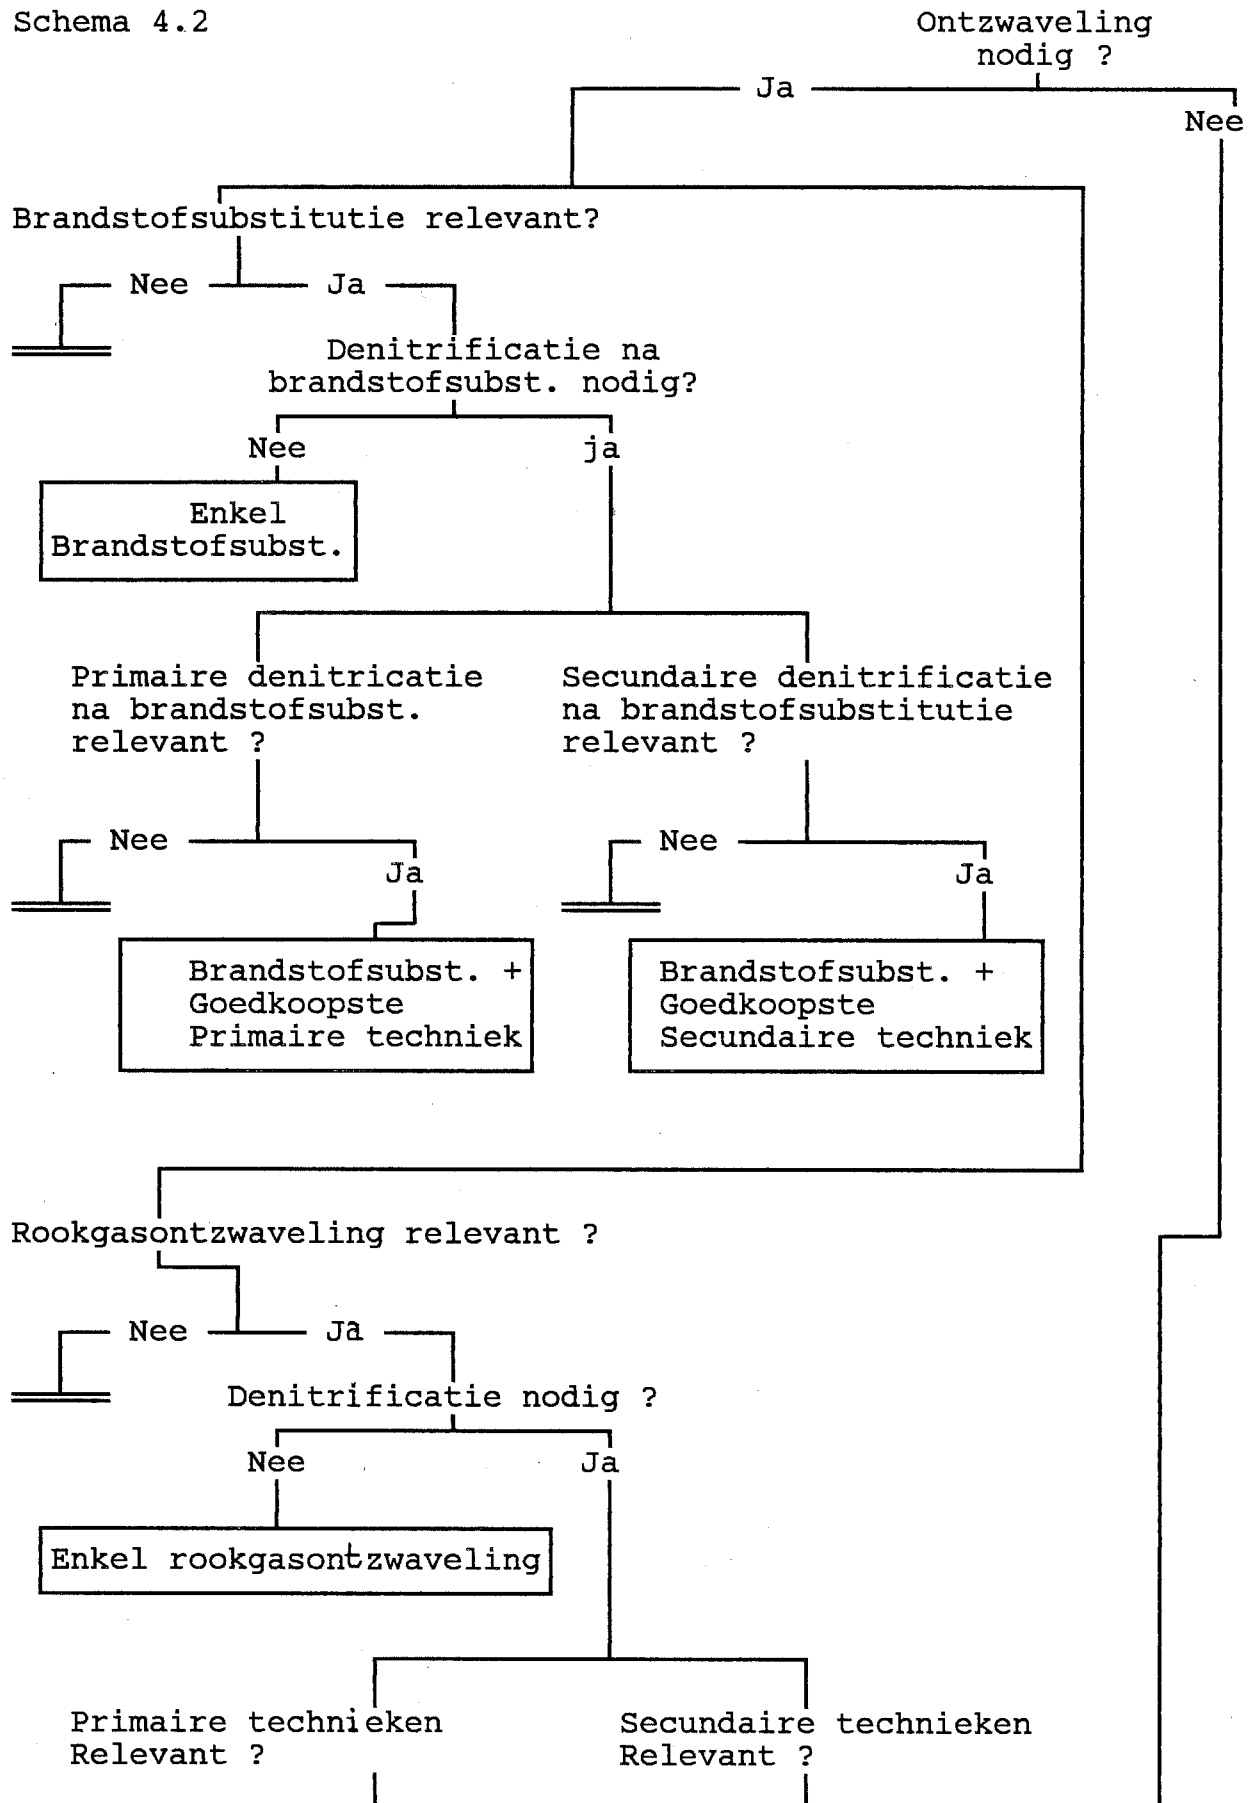 Schema 4.2
Ontzwaveling
nodig ?
Ja
Nee
Brandstofsubstitutie relevant?
Nee
Ja
Denitrificatie na
brandstofsubst. nodig?
Nee
ja
Enkel
Brandstofsubst.
Primaire denitricatie
na brandstofsubst.
relevant ?
Secundaire denitrificatie
na brandstofsubstitutie
relevant ?
Nee
Ja
Nee
Ja
Brandstofsubst. +
Goedkoopste
Primaire techniek
Brandstofsubst. +
Goedkoopste
Secundaire techniek
Rookgasontzwaveling relevant ?
Nee
Ja
Denitrificatie nodig ?
Nee
Ja
Enkel rookgasontzwaveling
Primaire technieken
Relevant ?
Secundaire technieken
Relevant ?